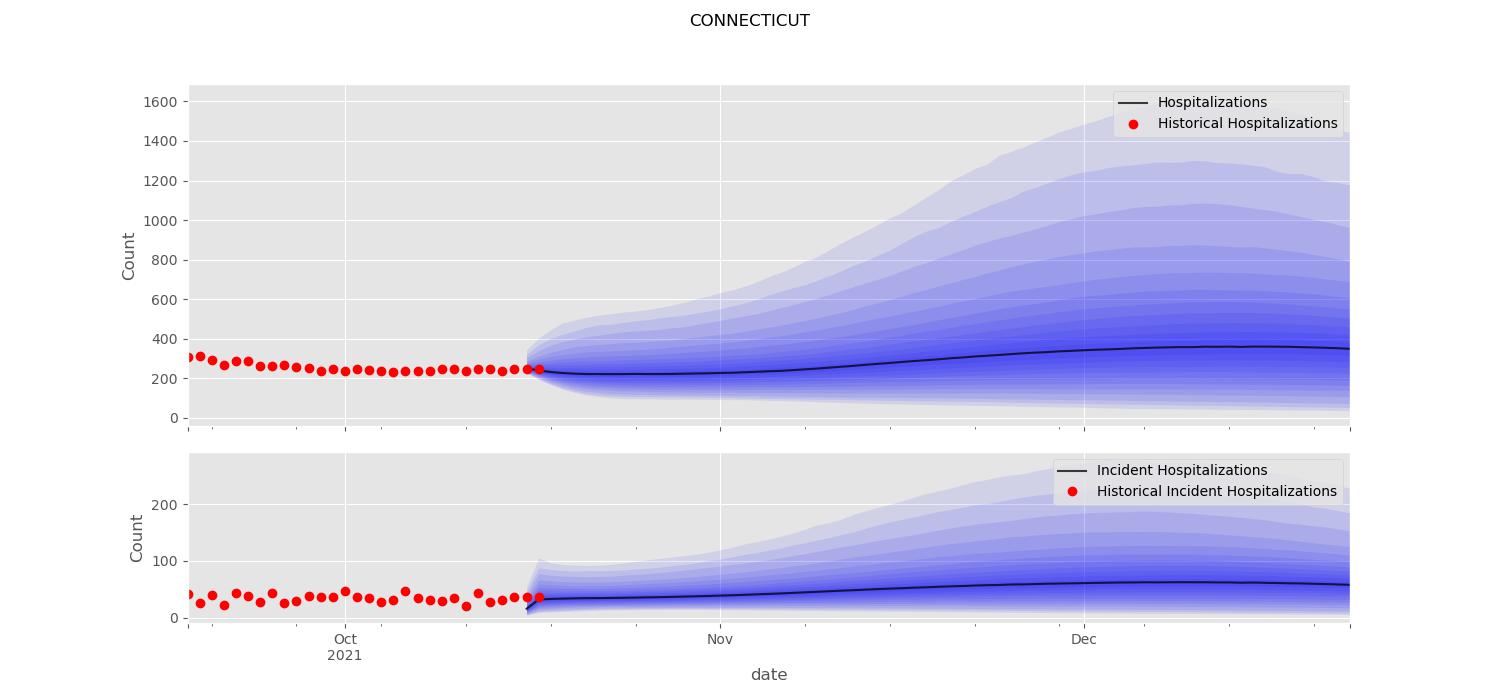 CONNECTICUT
1600
1400
1200
1000
800
600
400
200
0
Count
Hospitalizations
Historical Hospitalizations
200
100
0
Count
Incident Hospitalizations
Historical Incident Hospitalizations
Oct
2021
Nov
Dec
date